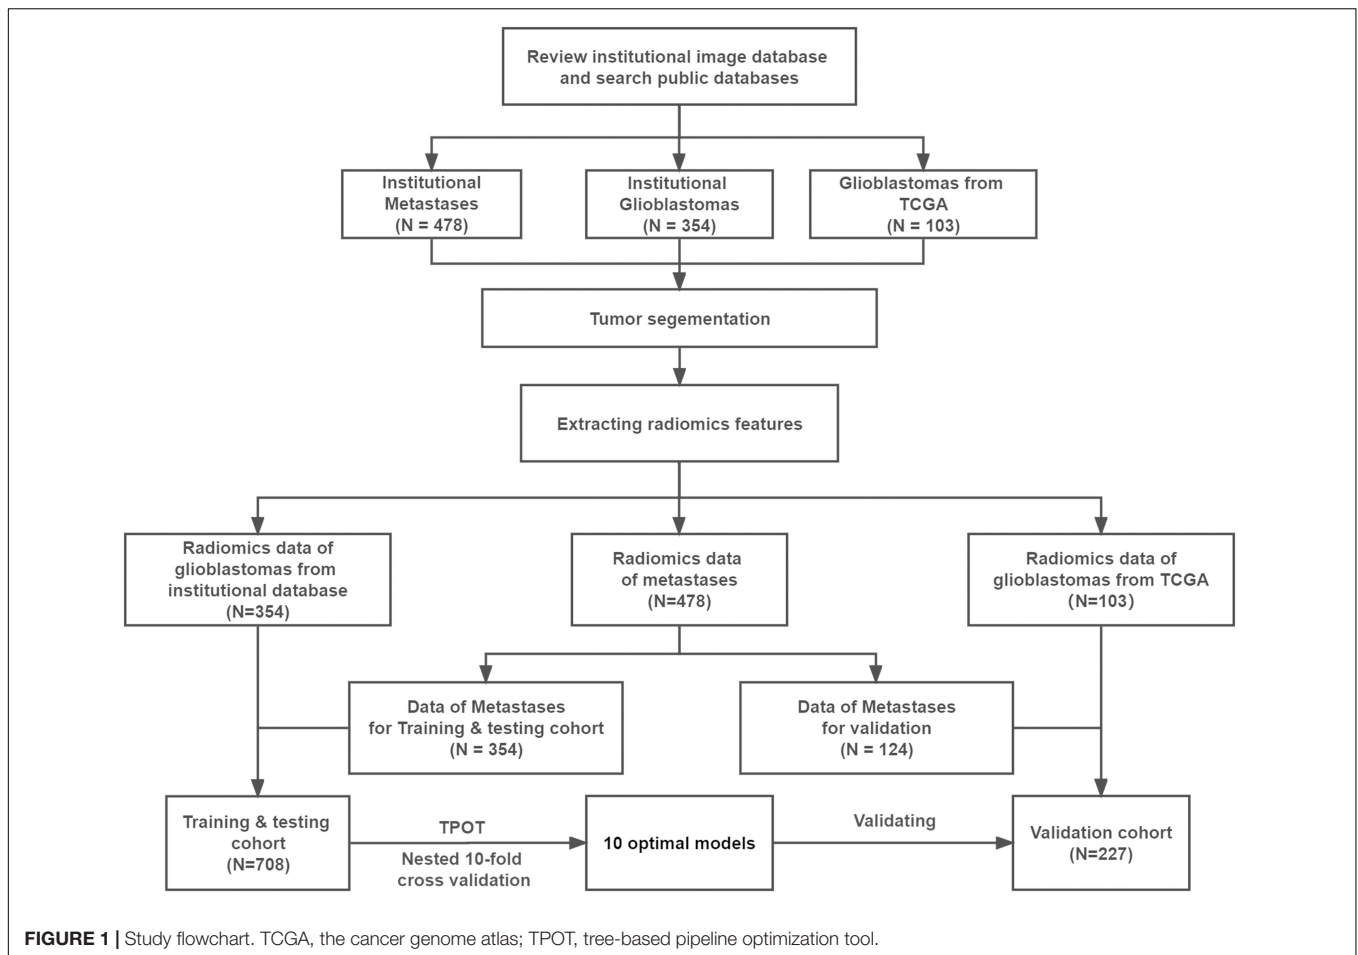 Review institutional image database
and search public databases
Institutional
Metastases
(N = 478)
Institutional
Glioblastomas
(N = 354)
Glioblastomas from
TCGA
(N = 103)
Tumor segementation
Extracting radiomics features
Radiomics data of
glioblastomas from
institutional database
(N=354)
Radiomics data
of metastases
(N=478)
Radiomics data of
glioblastomas from TCGA
(N=103)
Data of Metastases
for Training & testing cohort
(N = 354)
Data of Metastases
for validation
(N = 124)
Training & testing
cohort
(N=708)
TPOT
Nested 10-fold
cross validation
10 optimal models
Validating
Validation cohort
(N=227)
FIGURE 1 | Study flowchart. TCGA, the cancer genome atlas; TPOT, tree-based pipeline optimization tool.